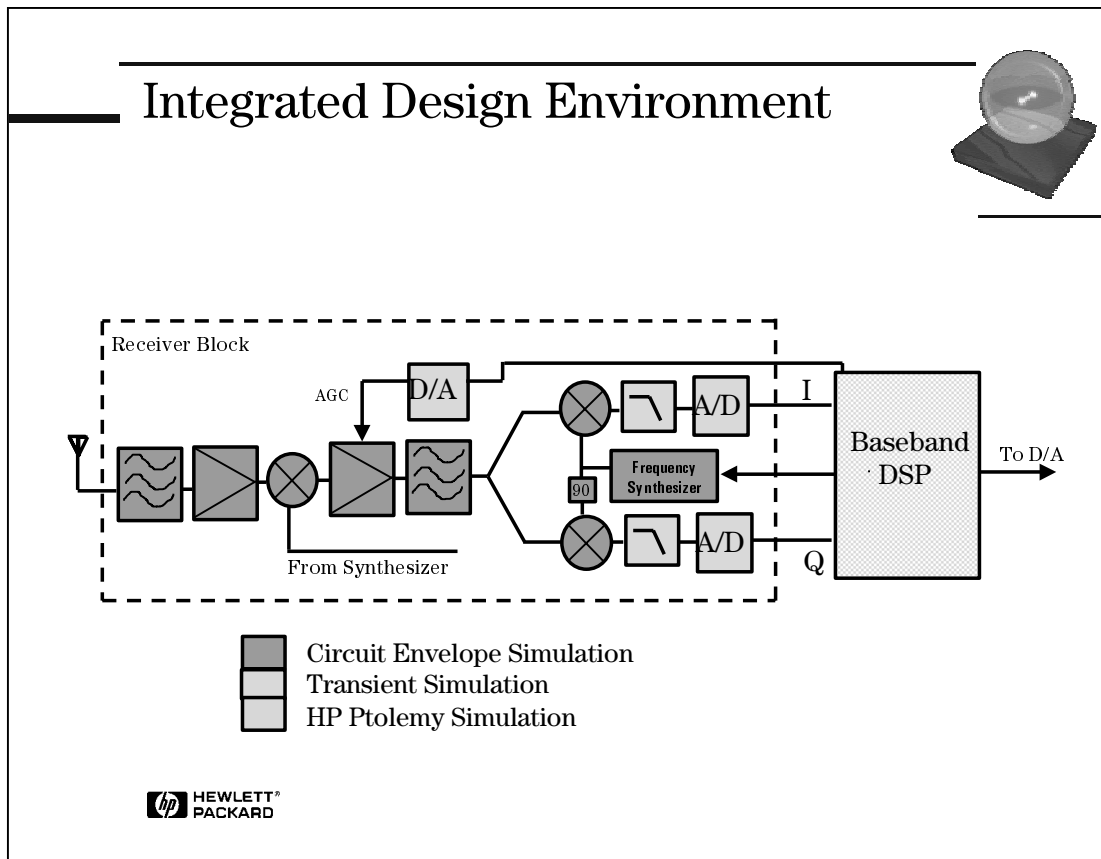 Integrated Design Environment
Receiver Block
AGC
D/A
A/D
I
Baseband
DSP
To D/A
Frequency
Synthesizer
90
A/D
Q
From Synthesizer
Circuit Envelope Simulation
Transient Simulation
HP Ptolemy Simulation
hp HEWLETT®
PACKARD